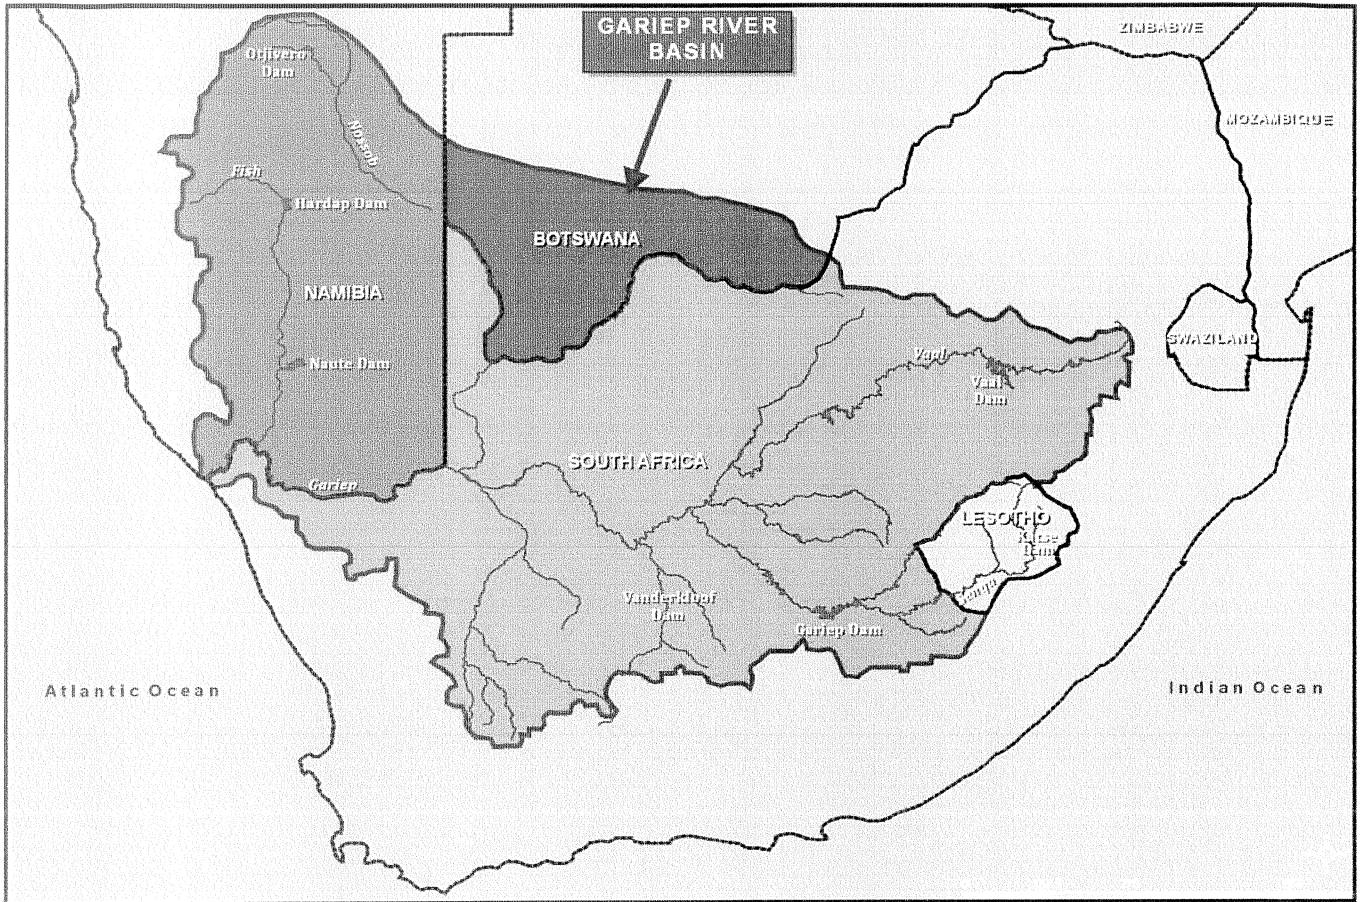 GARIEP RIVER
BASIN
ZIMBABWE
MOZAMBIQUE
Otjivero
Dam
Nossob
Fish
Hardap Dam
BOTSWANA
NAMIBIA
SWAZILAND
Naute Dam
Vaal
Vaal
Dam
SOUTH AFRICA
Gariep
LESOTHO
Katse
Dam
Senqu
Vanderkloof
Dam
Gariep Dam
Atlantic Ocean
Indian Ocean